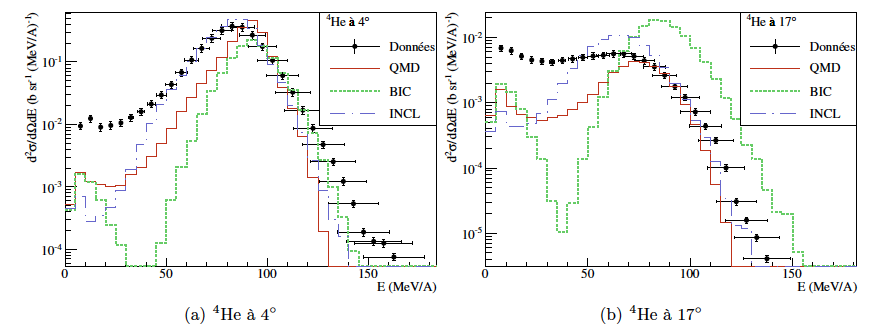 d²σ/dΩdE (b sr⁻¹ (MeV/A)⁻¹)
10⁻¹
10⁻²
10⁻³
10⁻⁴
⁴He à 4°
Données
QMD
BIC
INCL
0 50 100 150
E (MeV/A)
(a) ⁴He à 4°
d²σ/dΩdE (b sr⁻¹ (MeV/A)⁻¹)
10⁻²
10⁻³
10⁻⁴
10⁻⁵
⁴He à 17°
Données
QMD
BIC
INCL
0 50 100 150
E (MeV/A)
(b) ⁴He à 17°